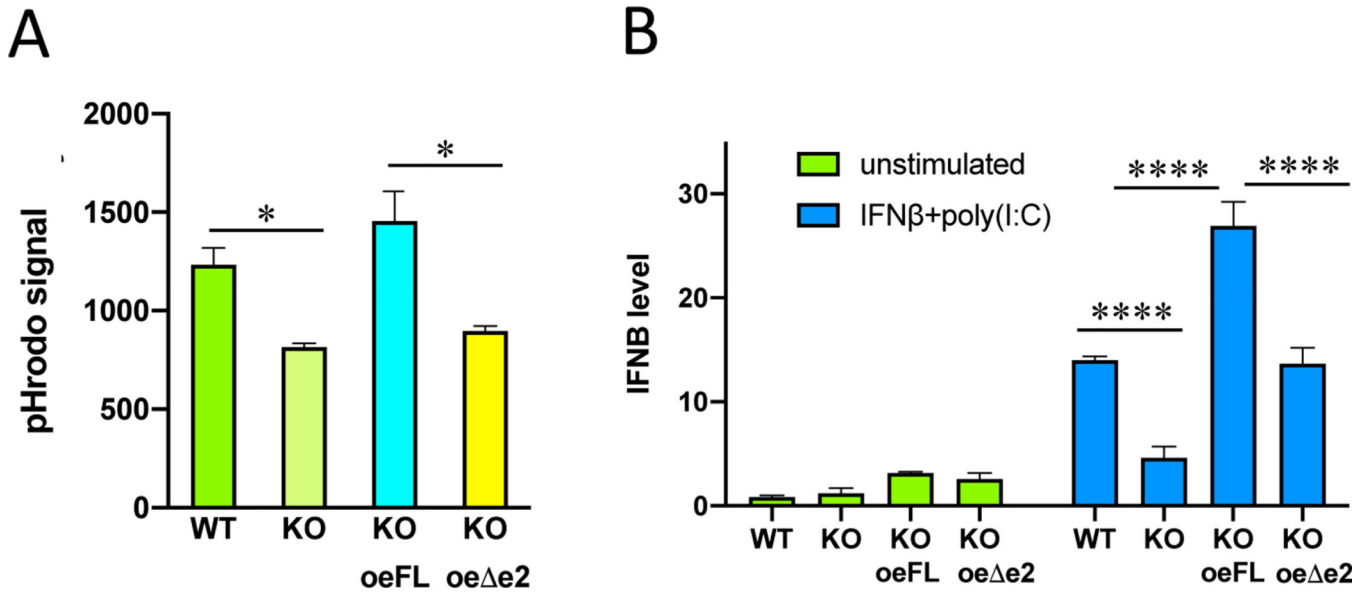 A
pHrodo signal
2000
1500
1000
500
0
*
*
WT KO KO KO
oeFL oeΔe2
B
IFNB level
30
20
10
0
unstimulated
IFNβ+poly(I:C)
**** ****
****
WT KO KO KO WT KO KO KO
oeFL oeΔe2 oeFL oeΔe2